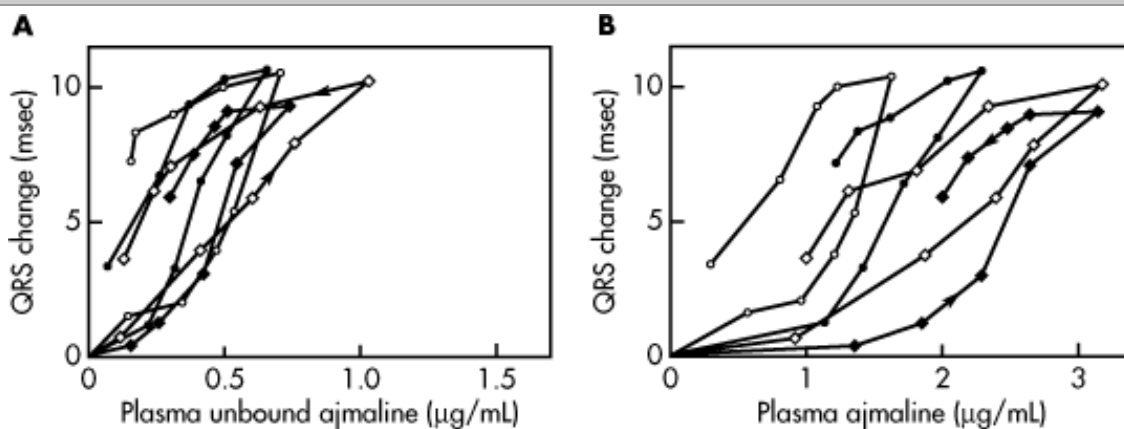 A
B
10
5
0
QRS change (msec)
0
0.5
1.0
1.5
Plasma unbound ajmaline (μg/mL)
10
5
0
QRS change (msec)
0
1
2
3
Plasma ajmaline (μg/mL)